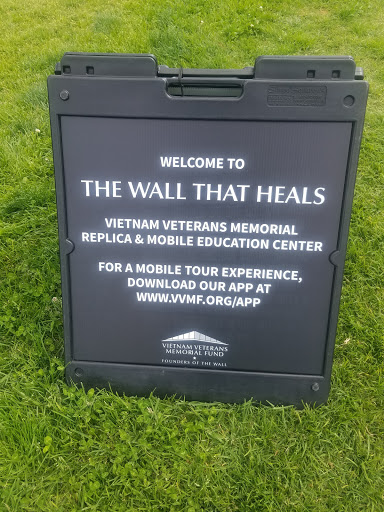 WELCOME TO
THE WALL THAT HEALS
VIETNAM VETERANS MEMORIAL
REPLICA & MOBILE EDUCATION CENTER
FOR A MOBILE TOUR EXPERIENCE,
DOWNLOAD OUR APP AT
WWW.VVMF.ORG/APP
VIETNAM VETERANS
MEMORIAL FUND
FOUNDERS OF THE WALL